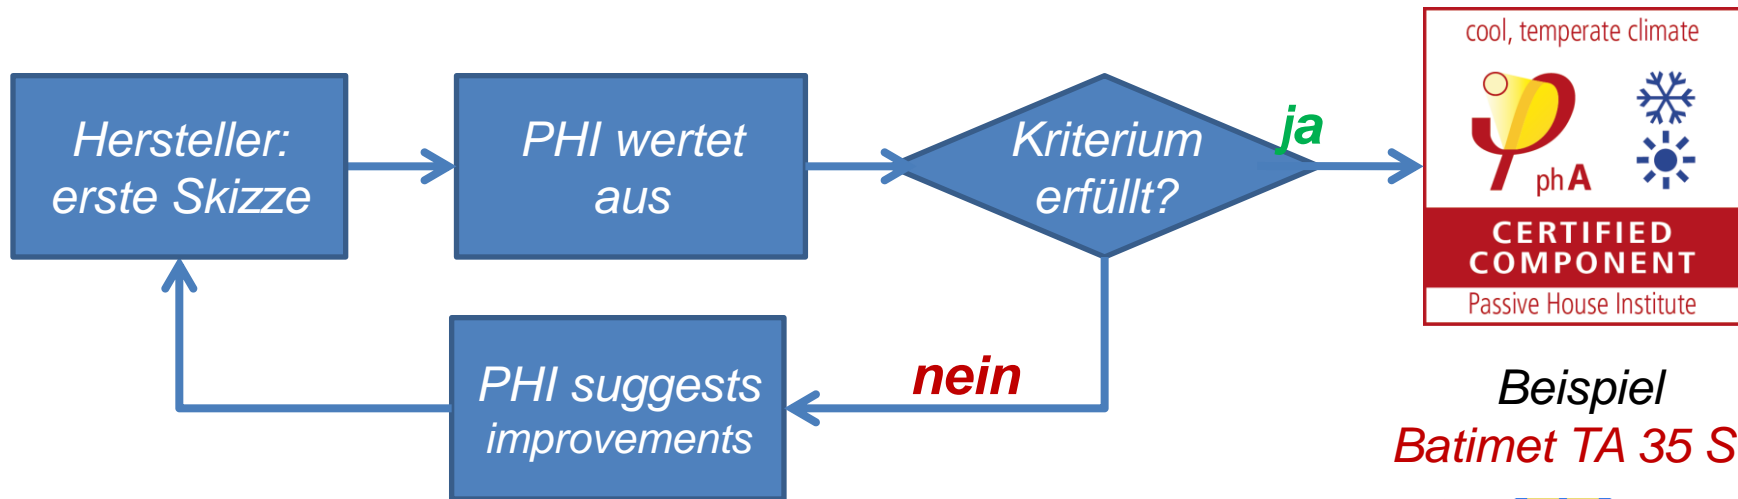 Hersteller:
erste Skizze
PHI wertet
aus
Kriterium
erfüllt?
ja
nein
PHI suggests
improvements
cool, temperate climate
phA
CERTIFIED
COMPONENT
Passive House Institute
Beispiel
Batimet TA 35 S